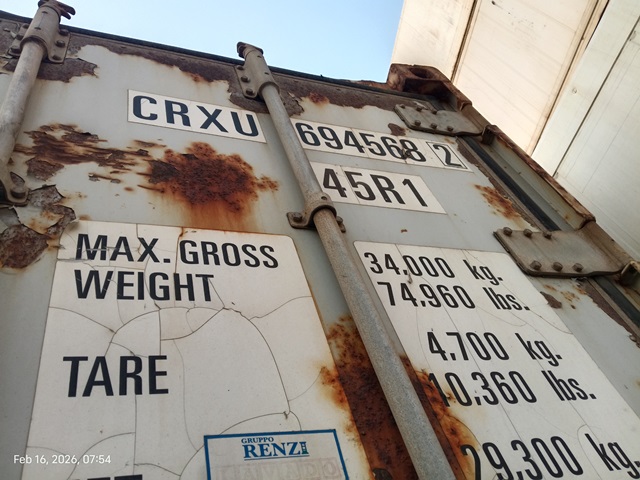 CRXU 694568 2
45R1
MAX. GROSS 34,000 kg.
WEIGHT 74,960 lbs.
TARE 4,700 kg.
10,360 lbs.
29,300 kg.
GRUPPO
RENZI
Feb 16, 2026, 07:54